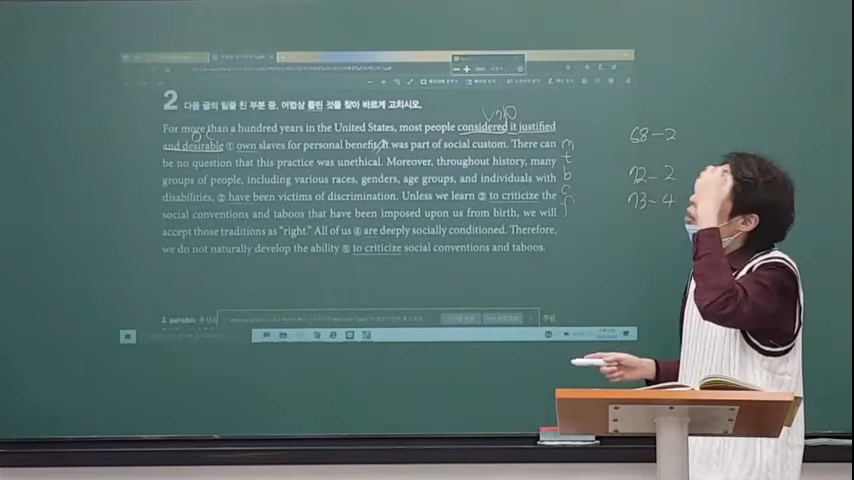 2 다음 글의 밑줄 친 부분 중, 어법상 틀린 것을 찾아 바르게 고치시오.
For more than a hundred years in the United States, most people considered it justified
and desirable ① own slaves for personal benefit. It was part of social custom. There can
be no question that this practice was unethical. Moreover, throughout history, many
groups of people, including various races, genders, age groups, and individuals with
disabilities, ② have been victims of discrimination. Unless we learn ③ to criticize the
social conventions and taboos that have been imposed upon us from birth, we will
accept those traditions as "right." All of us ④ are deeply socially conditioned. Therefore,
we do not naturally develop the ability ⑤ to criticize social conventions and taboos.
O.C
m
t
b
c
f
68-2
72-2
73-4
1 aerobic